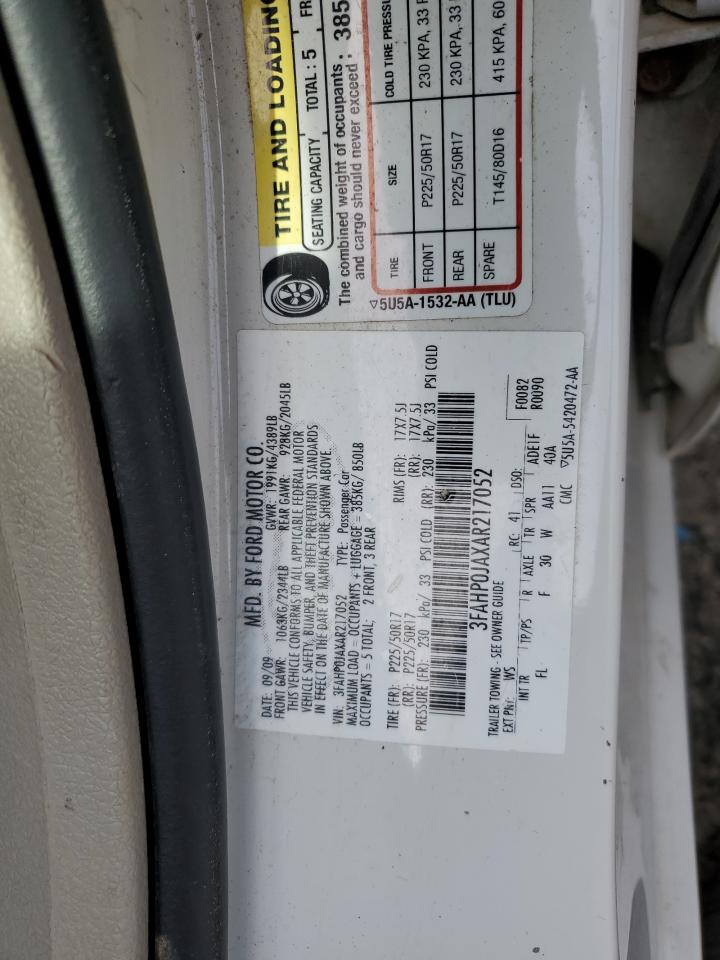 TIRE AND LOADING
SEATING CAPACITY TOTAL: 5 FR
The combined weight of occupants :
and cargo should never exceed : 385
TIRE SIZE COLD TIRE PRESSURE
FRONT P225/50R17 230 KPA, 33
REAR P225/50R17 230 KPA, 33
SPARE T145/80D16 415 KPA, 60
▽5U5A-1532-AA (TLU)
MFD. BY FORD MOTOR CO.
DATE: 09/09 GVWR: 1991KG/4389LB
FRONT GAWR: 1063KG/2344LB REAR GAWR: 928KG/2045LB
THIS VEHICLE CONFORMS TO ALL APPLICABLE FEDERAL MOTOR
VEHICLE SAFETY, BUMPER, AND THEFT PREVENTION STANDARDS
IN EFFECT ON THE DATE OF MANUFACTURE SHOWN ABOVE.
VIN: 3FAHP0JAXAR217052 TYPE: Passenger Car
MAXIMUM LOAD = OCCUPANTS + LUGGAGE = 385KG/ 850LB
OCCUPANTS = 5 TOTAL; 2 FRONT, 3 REAR
TIRE (FR): P225/50R17 RIMS (FR): 17X7.5J
(RR): P225/50R17 (RR): 17X7.5J
PRESSURE (FR): 230 kPa/ 33 PSI COLD (RR): 230 kPa/ 33 PSI COLD
3FAHP0JAXAR217052
TRAILER TOWING - SEE OWNER GUIDE
EXT PNT: WS RC: 41 DSO: F0082
R0090
INT TR TP/PS R AXLE TR SPR ADE1F
FL F 30 W AA11 40A
CMC ▽5U5A-5420472-AA